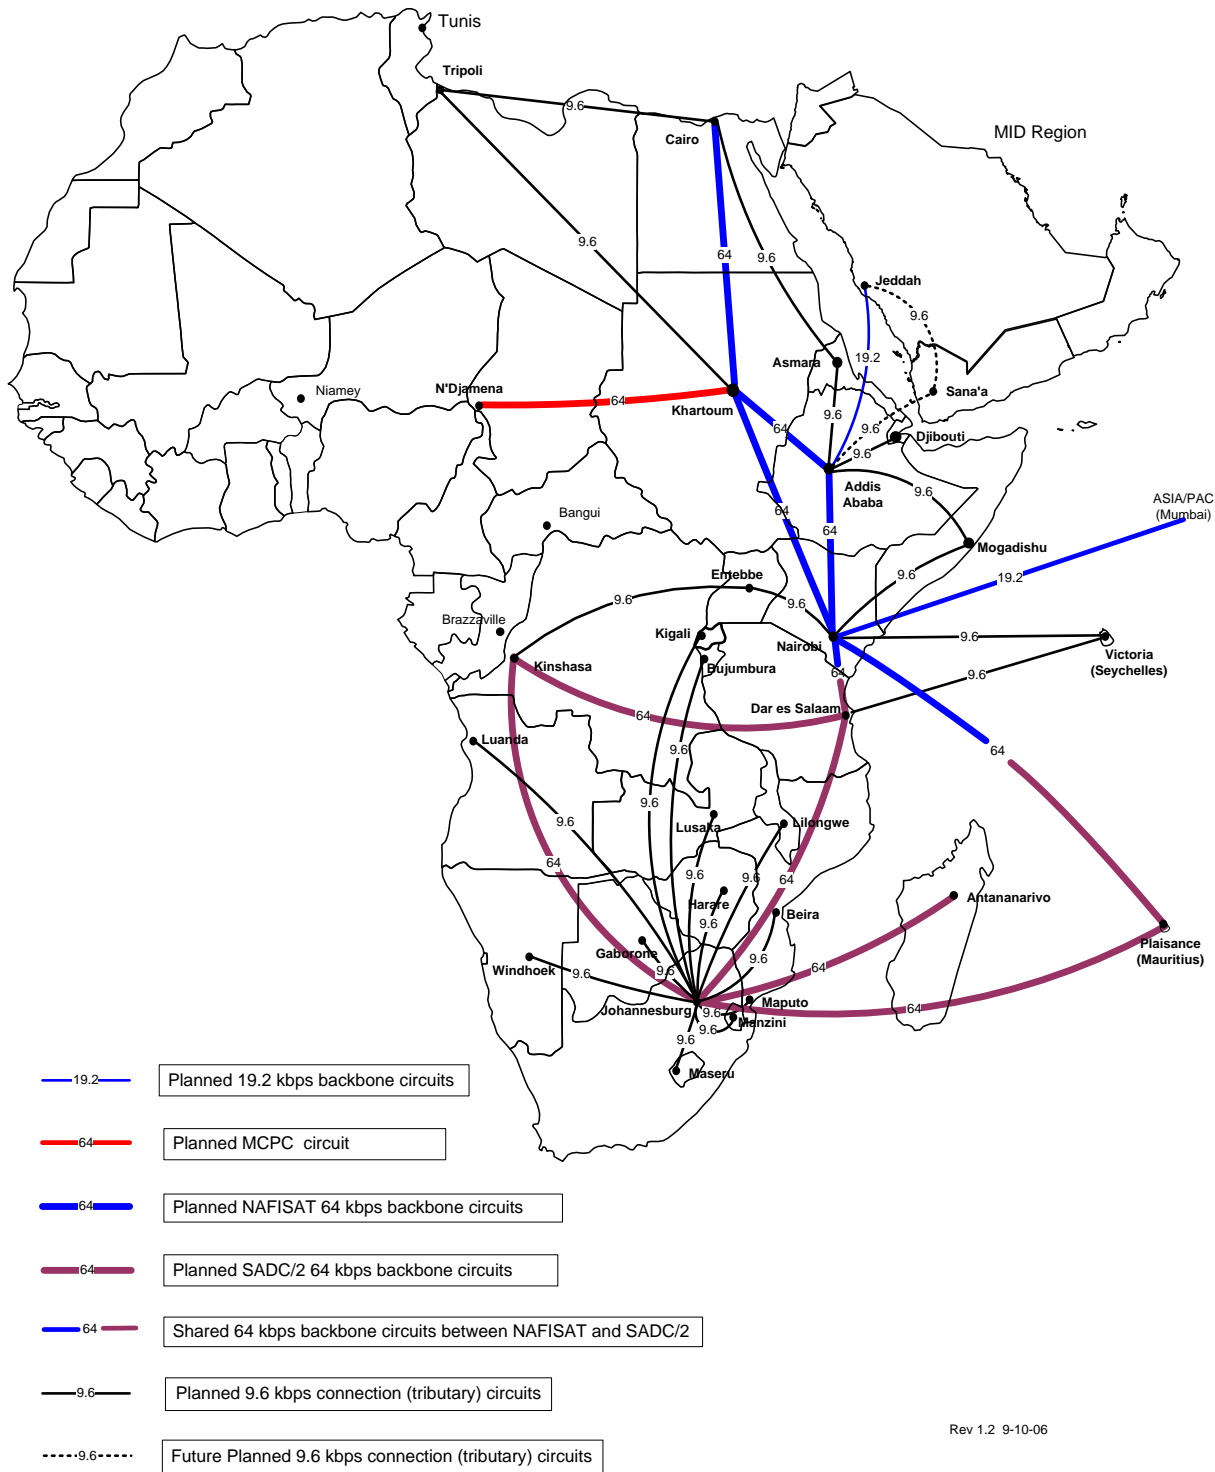 Tunis
Tripoli
9.6
Cairo
MID Region
9.6
64
9.6
Jeddah
9.6
19.2
Asmara
Niamey
N'Djamena
64
Khartoum
Sana'a
9.6
64
9.6
Djibouti
9.6
Addis
Ababa
9.6
ASIA/PAC
(Mumbai)
Bangui
64
64
Mogadishu
Entebbe
9.6
19.2
9.6
9.6
Brazzaville
Kigali
Nairobi
9.6
Victoria
(Seychelles)
Kinshasa
Bujumbura
64
9.6
Dar es Salaam
64
Luanda
9.6
64
9.6
9.6
Lusaka
Lilongwe
64
9.6
9.6
64
Harare
Antananarivo
Beira
9.6
Gaborone
Plaisance
(Mauritius)
Windhoek
9.6
9.6
9.6
64
Johannesburg
9.6
Maputo
64
Manzini
9.6
9.6
Maseru
19.2
Planned 19.2 kbps backbone circuits
64
Planned MCPC circuit
64
Planned NAFISAT 64 kbps backbone circuits
64
Planned SADC/2 64 kbps backbone circuits
64
Shared 64 kbps backbone circuits between NAFISAT and SADC/2
9.6
Planned 9.6 kbps connection (tributary) circuits
Rev 1.2 9-10-06
9.6
Future Planned 9.6 kbps connection (tributary) circuits